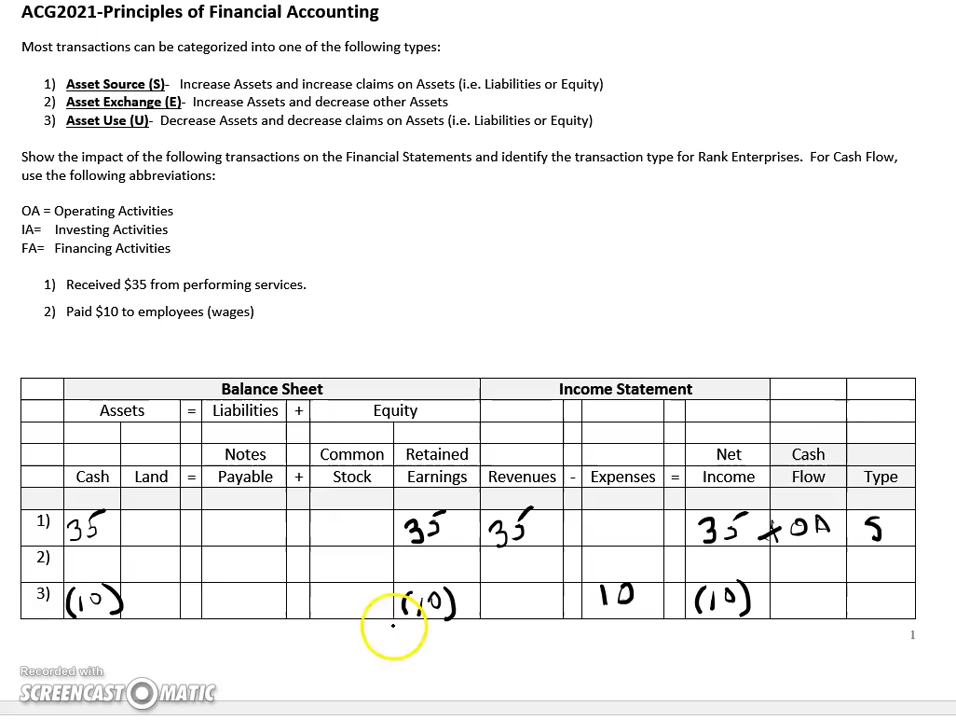 ACG2021-Principles of Financial Accounting
Most transactions can be categorized into one of the following types:
1) Asset Source (S)- Increase Assets and increase claims on Assets (i.e. Liabilities or Equity)
2) Asset Exchange (E)- Increase Assets and decrease other Assets
3) Asset Use (U)- Decrease Assets and decrease claims on Assets (i.e. Liabilities or Equity)
Show the impact of the following transactions on the Financial Statements and identify the transaction type for Rank Enterprises. For Cash Flow,
use the following abbreviations:
OA = Operating Activities
IA= Investing Activities
FA= Financing Activities
1) Received $35 from performing services.
2) Paid $10 to employees (wages)
Balance Sheet Income Statement
Assets = Liabilities + Equity
Notes Common Retained Net Cash
Cash Land = Payable + Stock Earnings Revenues - Expenses = Income Flow Type
1) 35 35 35 35 + OA S
2)
3) (10) (10) 10 (10)
1
Recorded with
SCREENCAST O MATIC